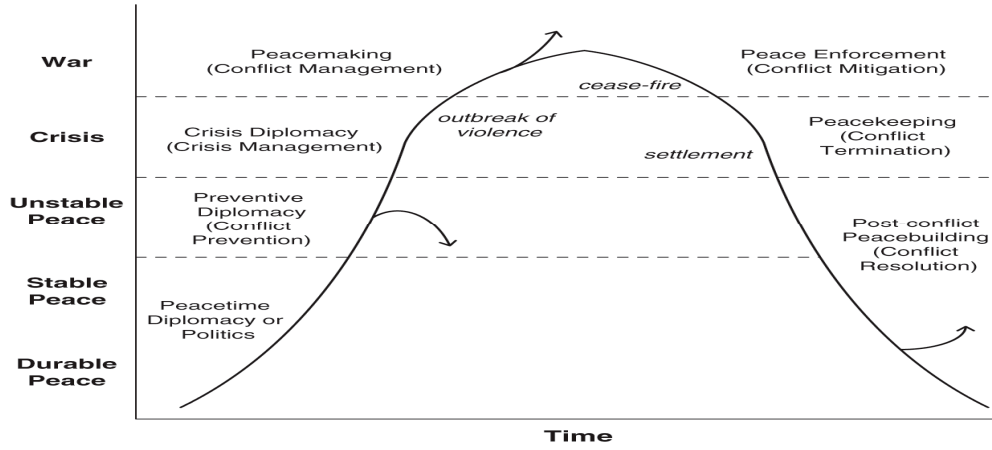 War
Peacemaking
(Conflict Management)
Peace Enforcement
(Conflict Mitigation)
cease-fire
Crisis
Crisis Diplomacy
(Crisis Management)
outbreak of
violence
settlement
Peacekeeping
(Conflict
Termination)
Unstable
Peace
Preventive
Diplomacy
(Conflict
Prevention)
Post-conflict
Peacebuilding
(Conflict
Resolution)
Stable
Peace
Peacetime
Diplomacy or
Politics
Durable
Peace
Time